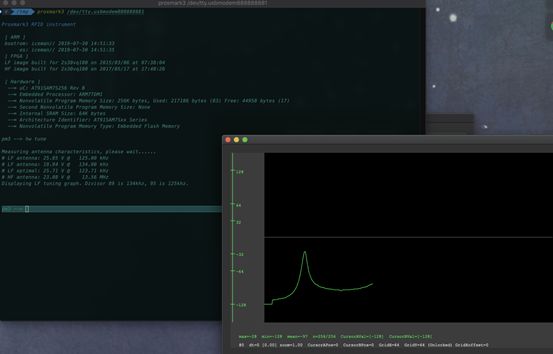 proxmark3 /dev/tty.usbmodem888888881
/tmp proxmark3 /dev/tty.usbmodem888888881
Proxmark3 RFID instrument
[ ARM ]
bootrom: iceman// 2019-07-30 14:51:33
os: iceman// 2019-07-30 14:51:35
[ FPGA ]
LF image built for 2s30vq100 on 2015/03/06 at 07:38:04
HF image built for 2s30vq100 on 2017/05/17 at 17:48:26
[ Hardware ]
--= uC: AT91SAM7S256 Rev B
--= Embedded Processor: ARM7TDMI
--= Nonvolatile Program Memory Size: 256K bytes, Used: 217186 bytes (83) Free: 44958 bytes (17)
--= Second Nonvolatile Program Memory Size: None
--= Internal SRAM Size: 64K bytes
--= Architecture Identifier: AT91SAM7Sxx Series
--= Nonvolatile Program Memory Type: Embedded Flash Memory
pm3 --> hw tune
Measuring antenna characteristics, please wait......
# LF antenna: 25.85 V @ 125.00 kHz
# LF antenna: 18.94 V @ 134.00 kHz
# LF optimal: 25.71 V @ 123.71 kHz
# HF antenna: 23.08 V @ 13.56 MHz
Displaying LF tuning graph. Divisor 89 is 134khz, 95 is 125khz.
pm3 -->
128
64
32
-32
-64
-128
max=-28 min=-128 mean=-97 n=256/256 CursorAVal=[-128] CursorBVal=[-128]
@0 dt=0 [0.00] zoom=1.00 CursorAPos=0 CursorBPos=0 GridX=64 GridY=64 (Unlocked) GridXoffset=0